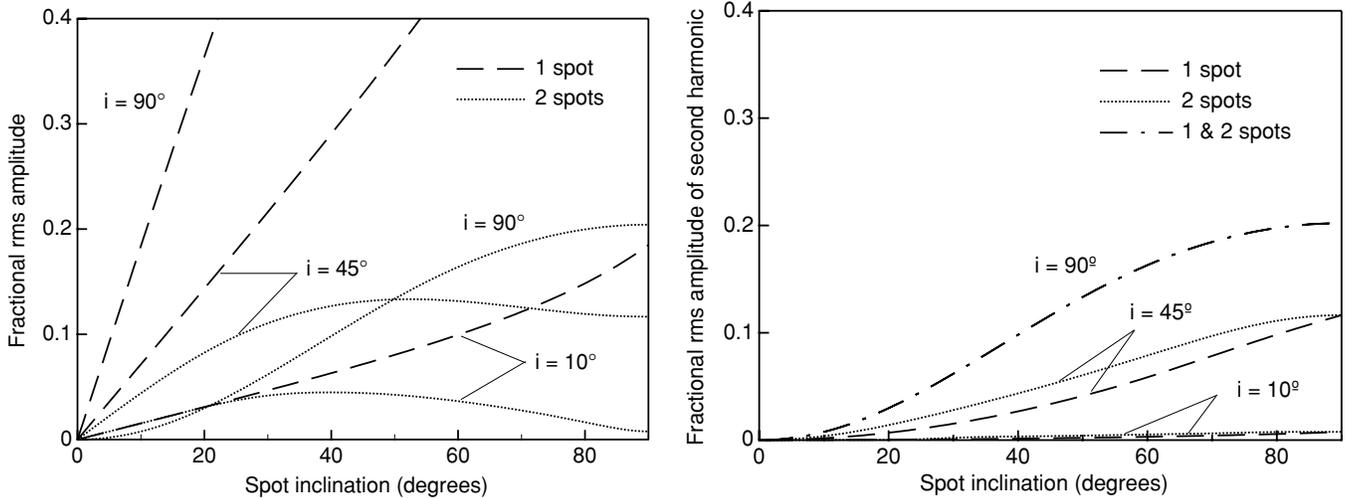 Fractional rms amplitude
0.4
0.3
0.2
0.1
0
i = 90°
1 spot
2 spots
i = 90°
i = 45°
i = 10°
0
20
40
60
80
Spot inclination (degrees)
Fractional rms amplitude of second harmonic
0.4
0.3
0.2
0.1
0
1 spot
2 spots
1 & 2 spots
i = 90º
i = 45º
i = 10º
0
20
40
60
80
Spot inclination (degrees)